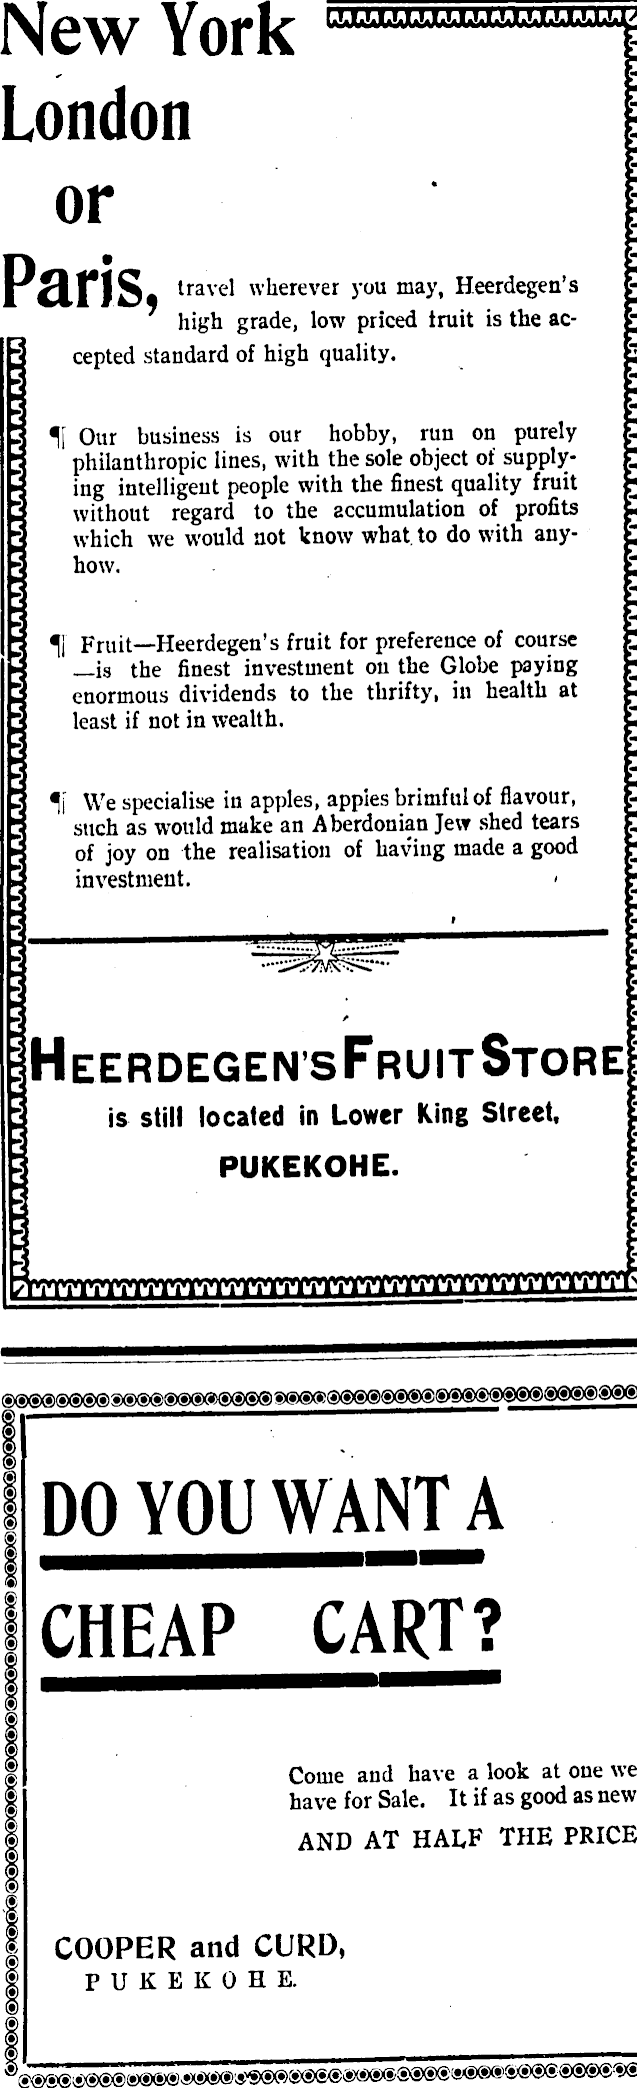 New York
London
or
Paris, travel wherever you may, Heerdegen's
high grade, low priced fruit is the ac-
cepted standard of high quality.
¶ Our business is our hobby, run on purely
philanthropic lines, with the sole object of supply-
ing intelligent people with the finest quality fruit
without regard to the accumulation of profits
which we would not know what to do with any-
how.
¶ Fruit—Heerdegen's fruit for preference of course
—is the finest investment on the Globe paying
enormous dividends to the thrifty, in health at
least if not in wealth.
¶ We specialise in apples, apples brimful of flavour,
such as would make an Aberdonian Jew shed tears
of joy on the realisation of having made a good
investment.
HEERDEGEN'S FRUIT STORE
is still located in Lower King Street,
PUKEKOHE.
DO YOU WANT A
CHEAP CART?
Come and have a look at one we
have for Sale. It if as good as new
AND AT HALF THE PRICE
COOPER and CURD,
PUKEKOHE.